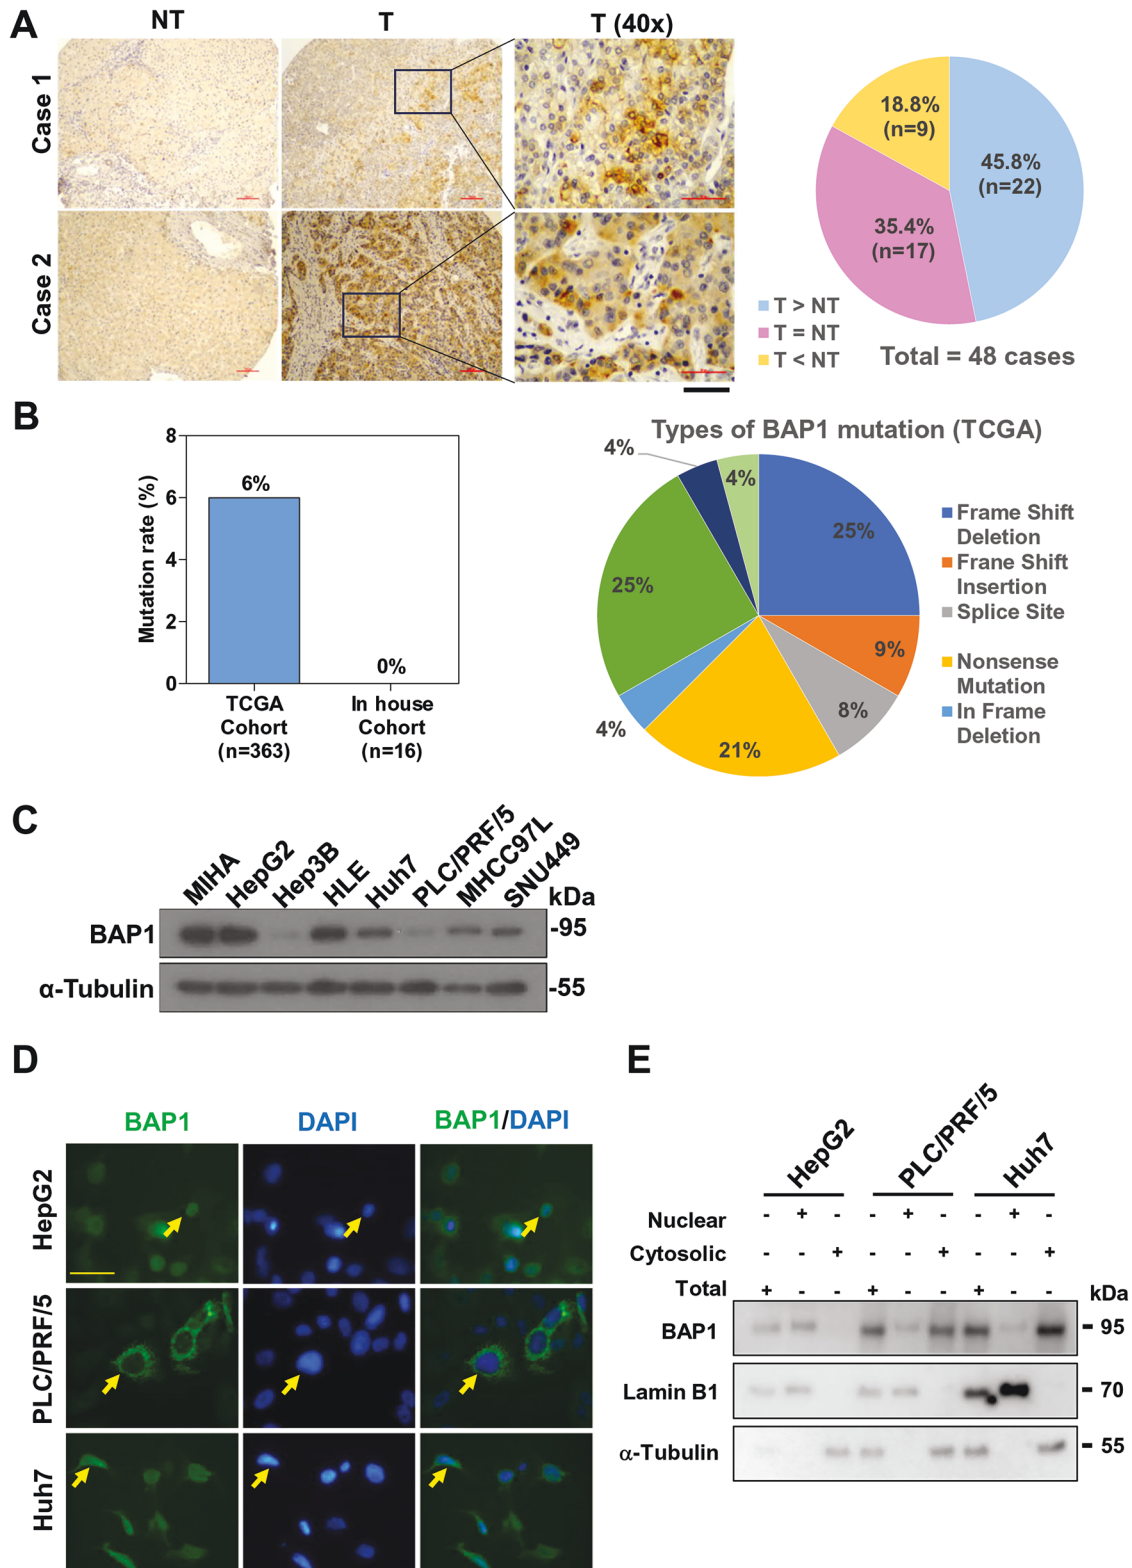 A
NT
T
T (40x)
Case 1
Case 2
18.8%
(n=9)
45.8%
(n=22)
35.4%
(n=17)
T > NT
T = NT
T < NT
Total = 48 cases
B
Mutation rate (%)
8
6
4
2
0
6%
0%
TCGA
Cohort
(n=363)
In house
Cohort
(n=16)
Types of BAP1 mutation (TCGA)
4%
4%
25%
25%
9%
8%
4%
21%
Frame Shift
Deletion
Frane Shift
Insertion
Splice Site
Nonsense
Mutation
In Frame
Deletion
C
MIHA
HepG2
Hep3B
HLE
Huh7
PLC/PRF/5
MHCC97L
SNU449
kDa
BAP1
-95
α-Tubulin
-55
D
BAP1
DAPI
BAP1/DAPI
HepG2
PLC/PRF/5
Huh7
E
HepG2
PLC/PRF/5
Huh7
Nuclear - + - - + - - + -
Cytosolic - - + - - + - - +
Total + - - + - - + - -
kDa
BAP1
95
Lamin B1
70
α-Tubulin
55